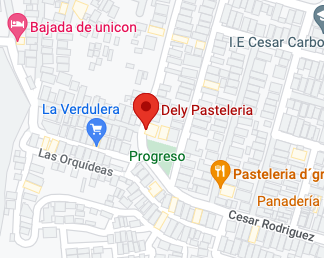 Bajada de unicon
I.E Cesar Carbo
La Verdulera
Dely Pasteleria
Progreso
Las Orquídeas
Pasteleria d´gr
Panadería
Cesar Rodriguez